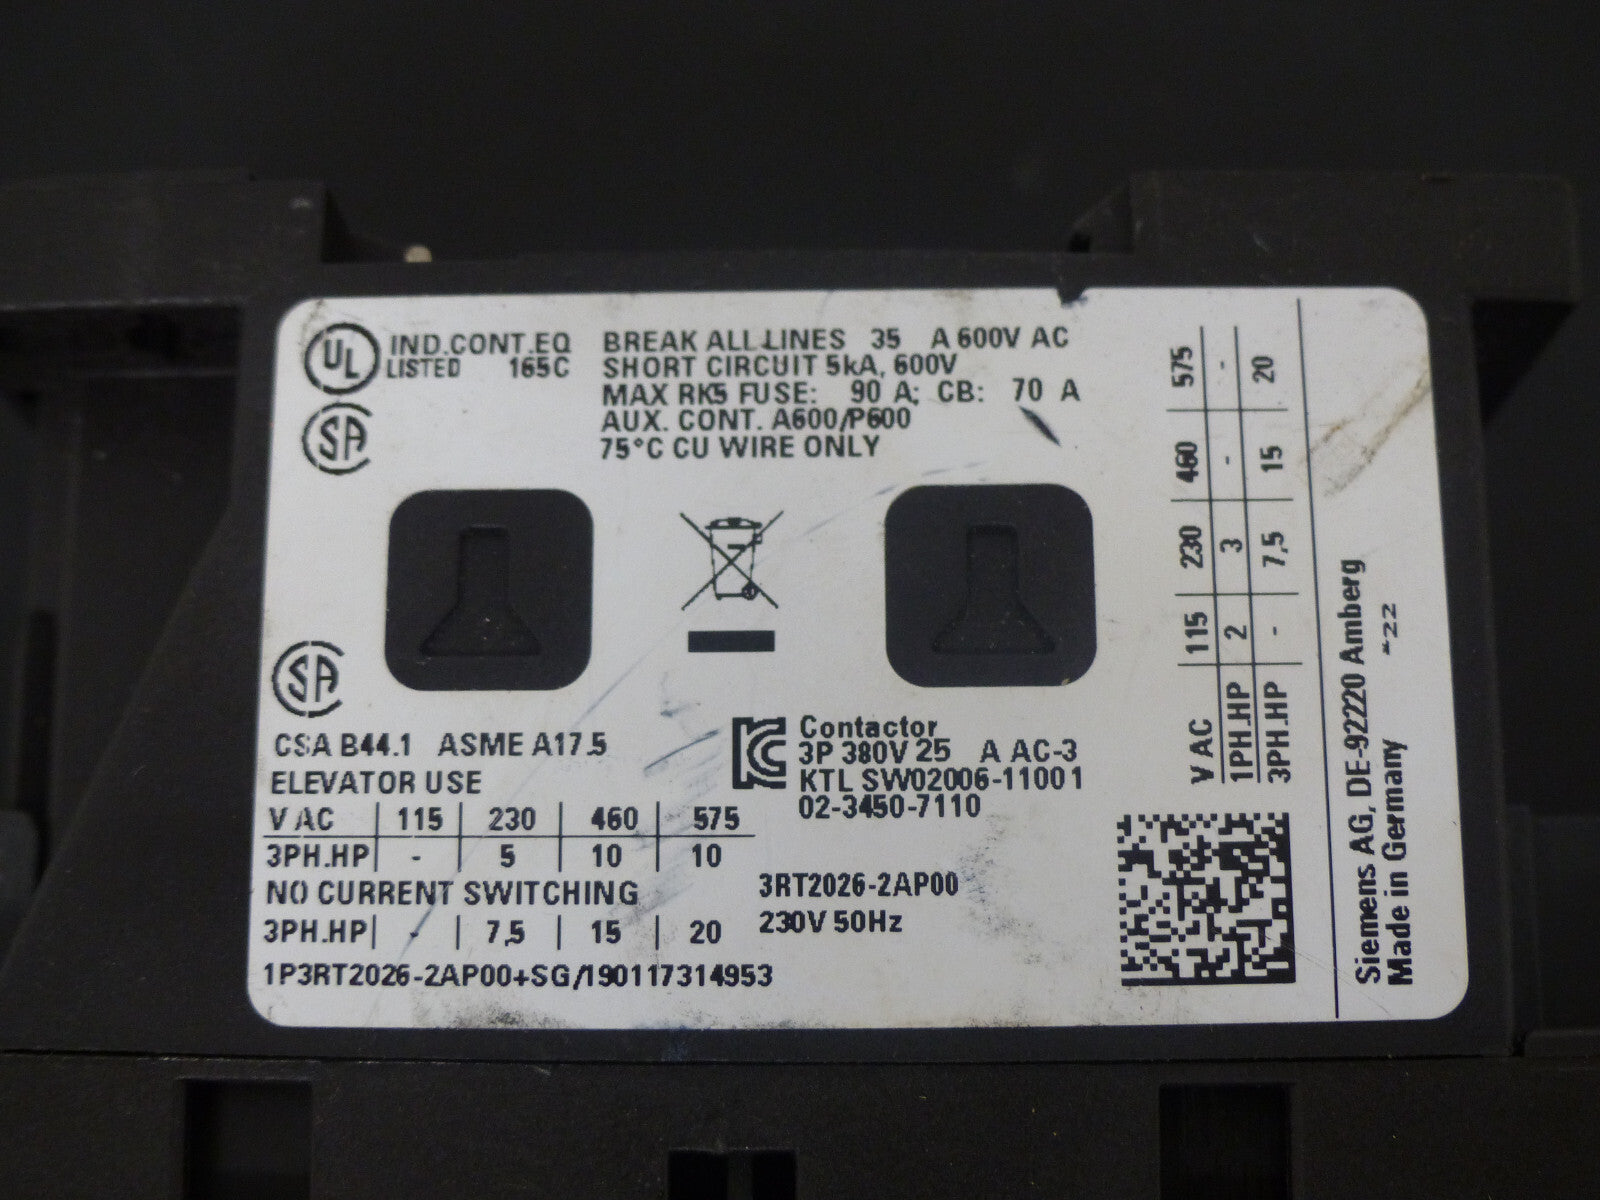 UL IND.CONT.EQ
LISTED 165C
SA
BREAK ALL LINES 35 A 600V AC
SHORT CIRCUIT 5kA, 600V
MAX RK5 FUSE: 90 A; CB: 70 A
AUX. CONT. A600/P600
75°C CU WIRE ONLY
SA
CSA B44.1 ASME A17.5
ELEVATOR USE
V AC | 115 | 230 | 460 | 575
3PH.HP | - | 5 | 10 | 10
NO CURRENT SWITCHING
3PH.HP | - | 7,5 | 15 | 20
1P3RT2026-2AP00+SG/190117314953
KC
Contactor
3P 380V 25 A AC-3
KTL SW02006-11001
02-3450-7110
3RT2026-2AP00
230V 50Hz
V AC | 115 | 230 | 460 | 575
1PH.HP | 2 | 3 | - | -
3PH.HP | - | 7,5 | 15 | 20
Siemens AG, DE-92220 Amberg
Made in Germany "22